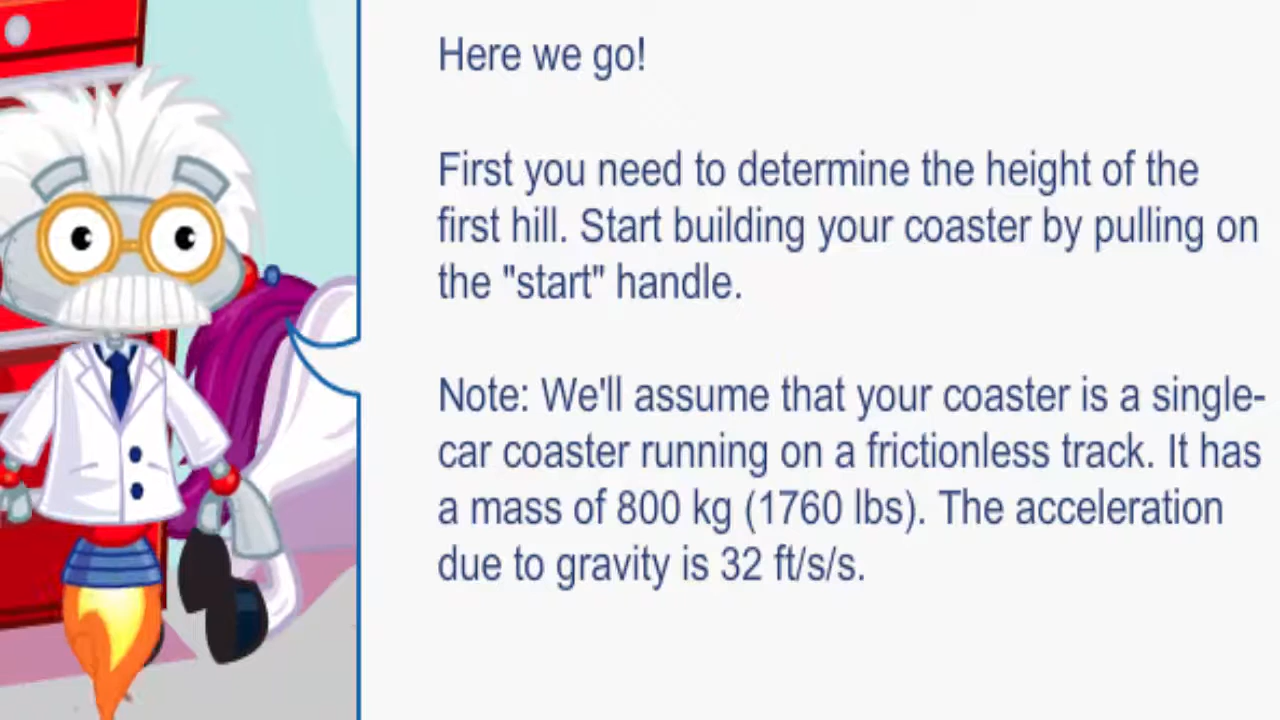 Here we go!
First you need to determine the height of the
first hill. Start building your coaster by pulling on
the "start" handle.
Note: We'll assume that your coaster is a single-
car coaster running on a frictionless track. It has
a mass of 800 kg (1760 lbs). The acceleration
due to gravity is 32 ft/s/s.